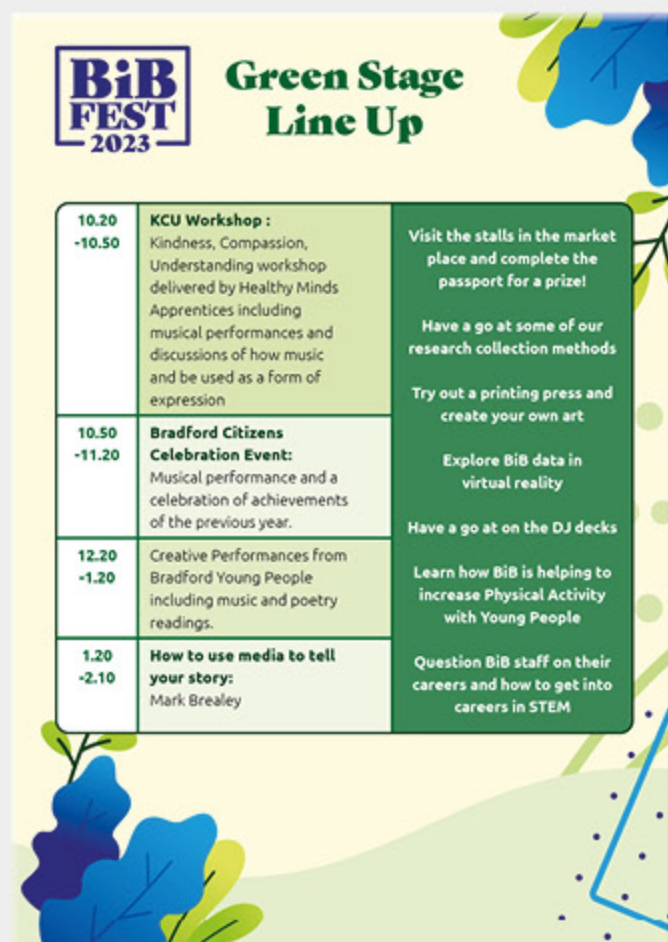 BiB
FEST
2023
Green Stage
Line Up
10.20
-10.50
KCU Workshop :
Kindness, Compassion,
Understanding workshop
delivered by Healthy Minds
Apprentices including
musical performances and
discussions of how music
and be used as a form of
expression
10.50
-11.20
Bradford Citizens
Celebration Event:
Musical performance and a
celebration of achievements
of the previous year.
12.20
-1.20
Creative Performances from
Bradford Young People
including music and poetry
readings.
1.20
-2.10
How to use media to tell
your story:
Mark Brealey
Visit the stalls in the market
place and complete the
passport for a prize!
Have a go at some of our
research collection methods
Try out a printing press and
create your own art
Explore BiB data in
virtual reality
Have a go at on the DJ decks
Learn how BiB is helping to
increase Physical Activity
with Young People
Question BiB staff on their
careers and how to get into
careers in STEM